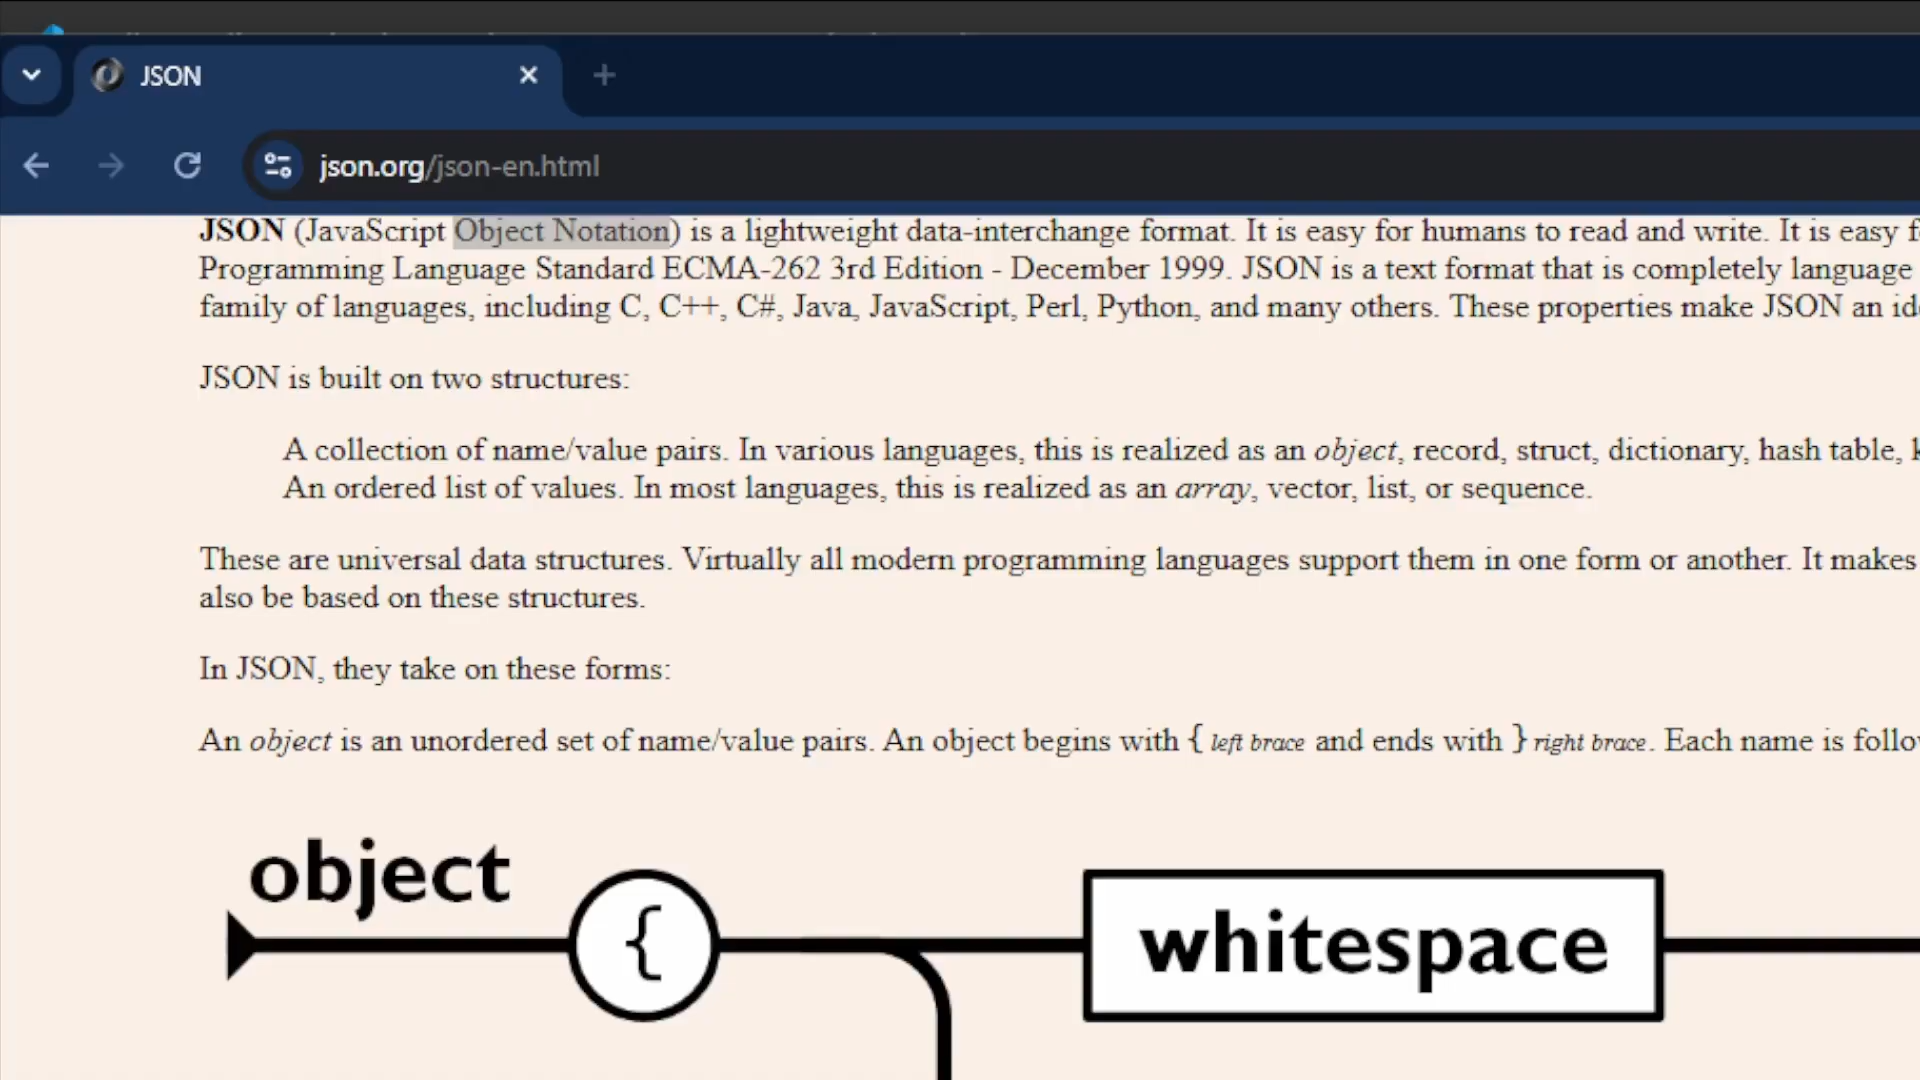 JSON
json.org/json-en.html
JSON (JavaScript Object Notation) is a lightweight data-interchange format. It is easy for humans to read and write. It is easy
Programming Language Standard ECMA-262 3rd Edition - December 1999. JSON is a text format that is completely language
family of languages, including C, C++, C#, Java, JavaScript, Perl, Python, and many others. These properties make JSON an
JSON is built on two structures:
A collection of name/value pairs. In various languages, this is realized as an object, record, struct, dictionary, hash table,
An ordered list of values. In most languages, this is realized as an array, vector, list, or sequence.
These are universal data structures. Virtually all modern programming languages support them in one form or another. It makes
also be based on these structures.
In JSON, they take on these forms:
An object is an unordered set of name/value pairs. An object begins with { left brace and ends with } right brace. Each name is
object
{
whitespace